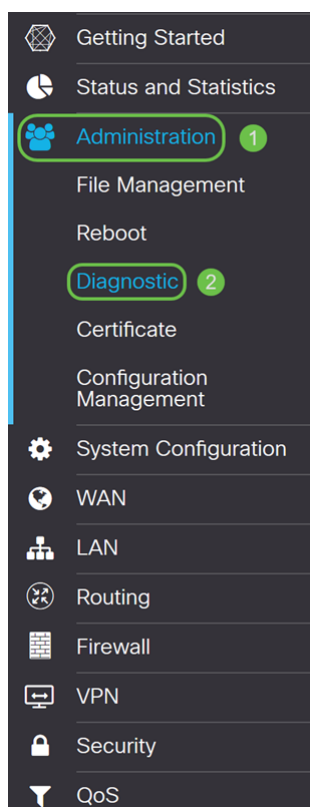 Getting Started
Status and Statistics
Administration 1
File Management
Reboot
Diagnostic 2
Certificate
Configuration
Management
System Configuration
WAN
LAN
Routing
Firewall
VPN
Security
QoS